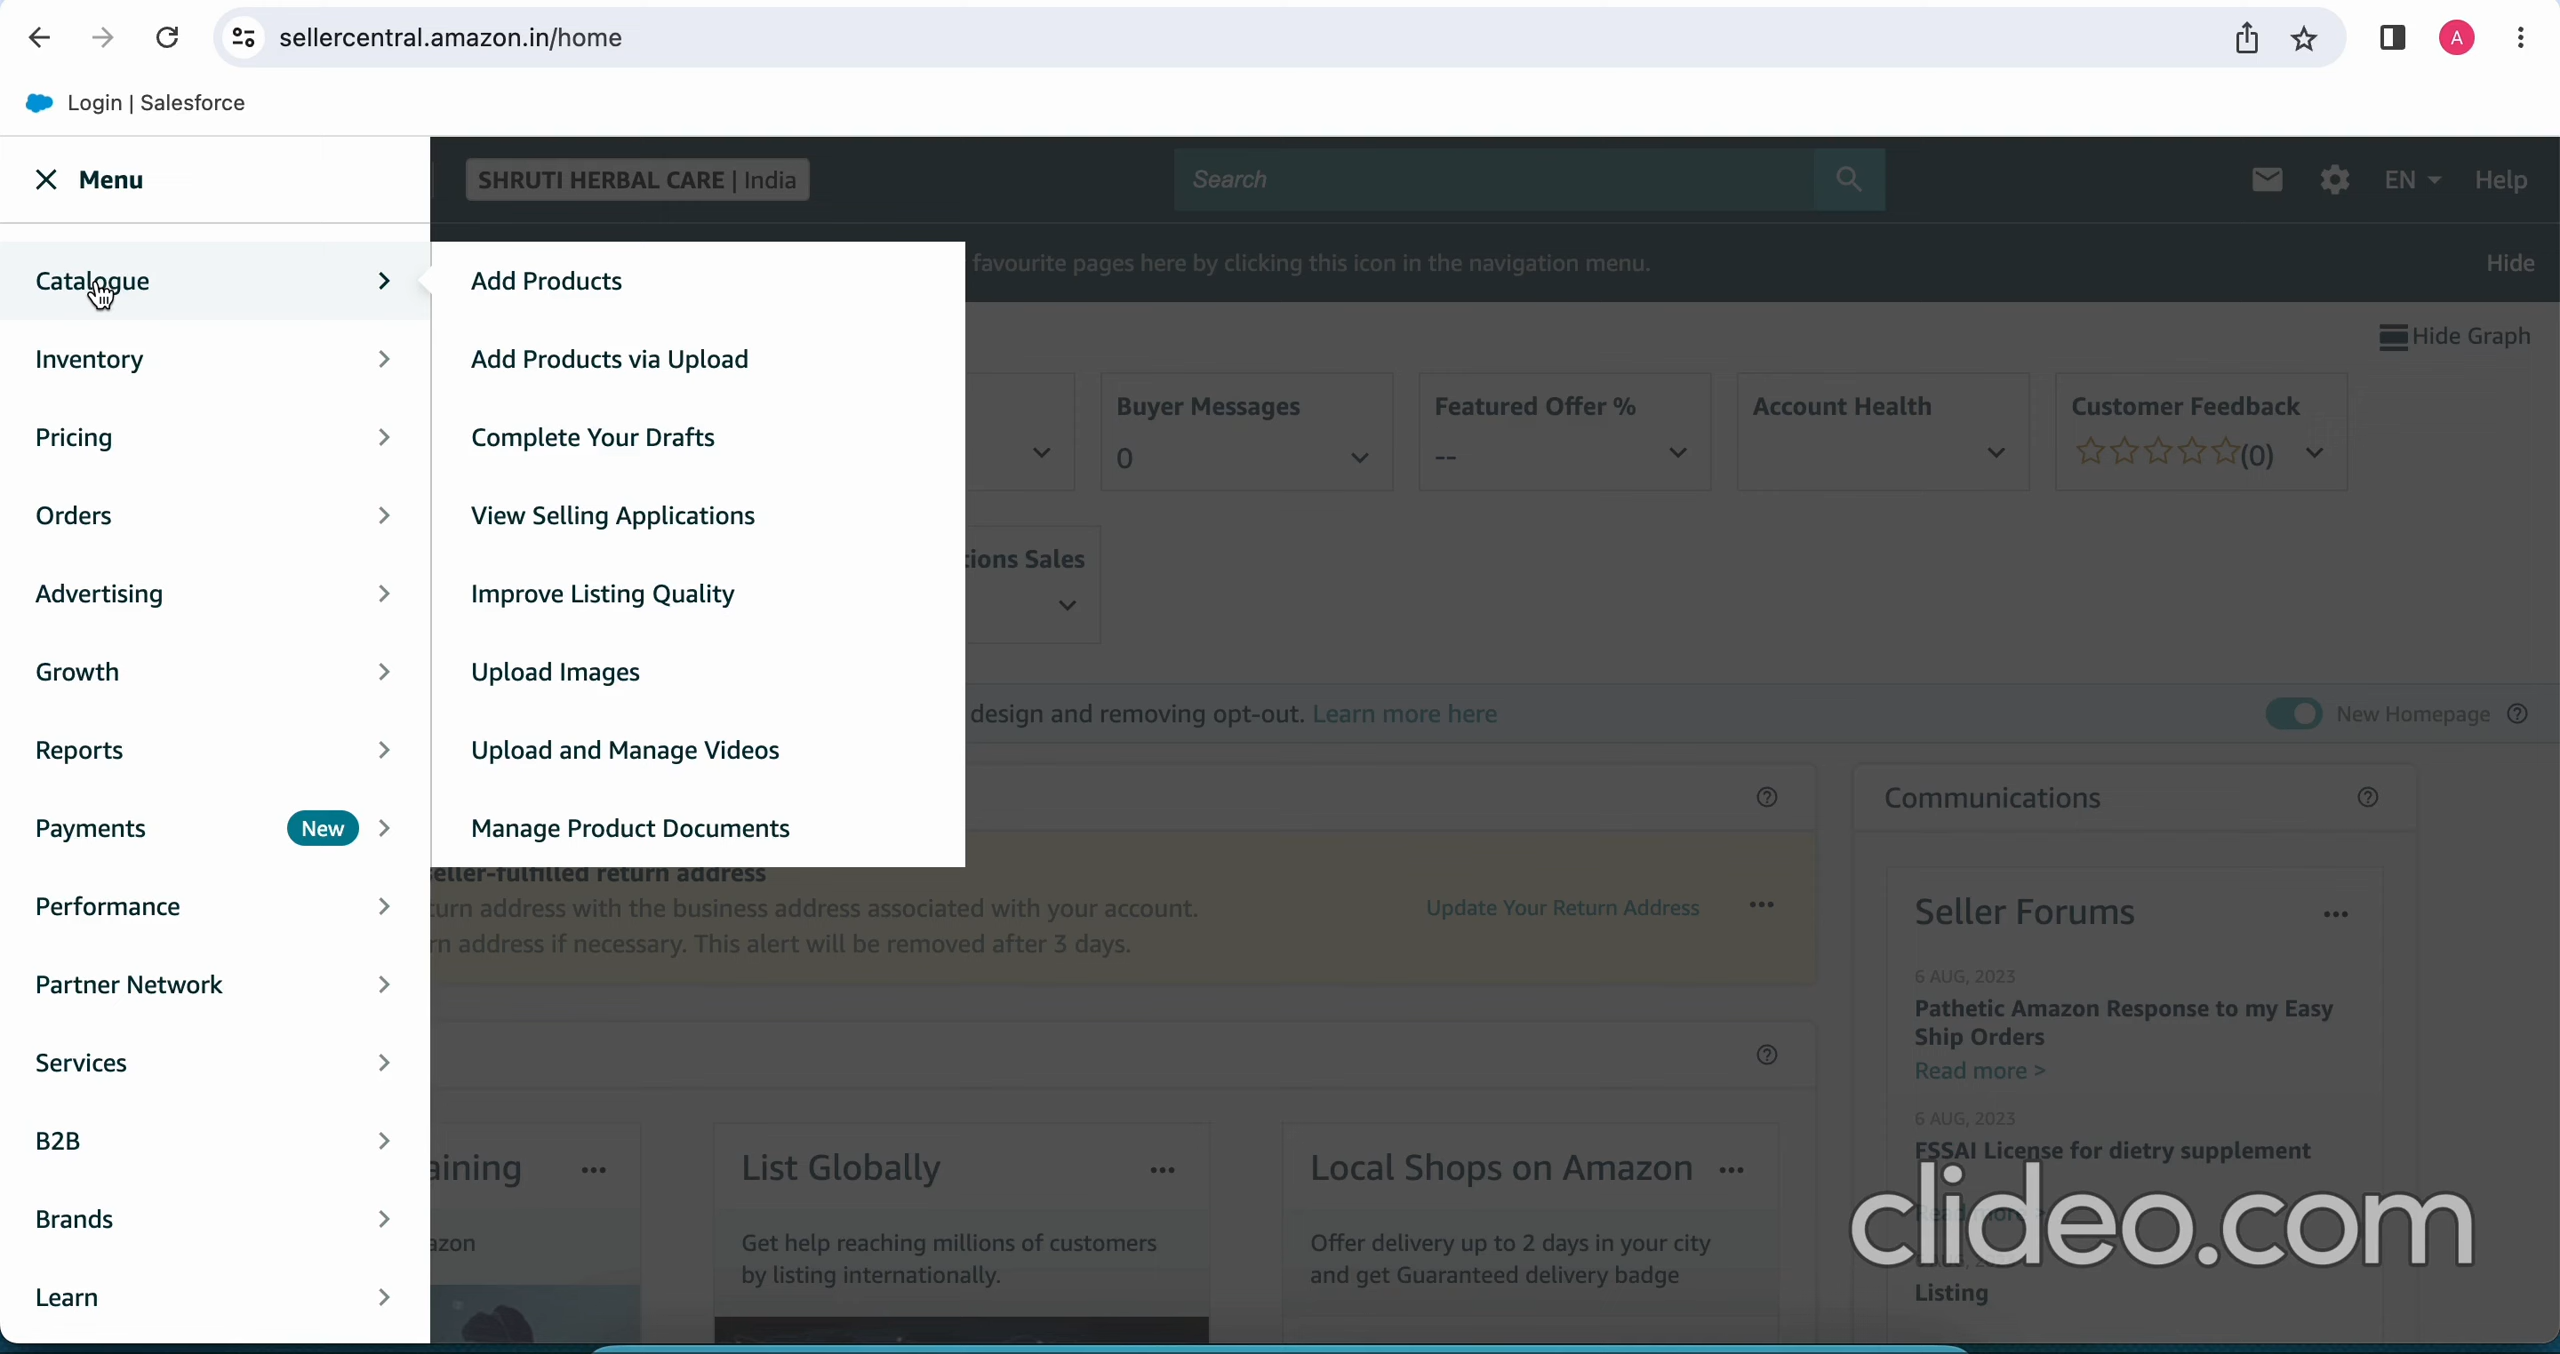 sellercentral.amazon.in/home
A
Login | Salesforce
Menu
SHRUTI HERBAL CARE | India
Search
EN
Help
Catalogue
Inventory
Pricing
Orders
Advertising
Growth
Reports
Payments New
Performance
Partner Network
Services
B2B
Brands
Learn
Add Products
Add Products via Upload
Complete Your Drafts
View Selling Applications
Improve Listing Quality
Upload Images
Upload and Manage Videos
Manage Product Documents
favourite pages here by clicking this icon in the navigation menu.
Hide
Hide Graph
Buyer Messages
0
Featured Offer %
--
Account Health
Customer Feedback
(0)
Sales
design and removing opt-out. Learn more here
New Homepage
eller-fulfilled return address
address with the business address associated with your account.
address if necessary. This alert will be removed after 3 days.
Update Your Return Address
Communications
Seller Forums
6 AUG, 2023
Pathetic Amazon Response to my Easy
Ship Orders
Read more >
6 AUG, 2023
FSSAI License for dietry supplement
Listing
List Globally
Get help reaching millions of customers
by listing internationally.
Local Shops on Amazon
Offer delivery up to 2 days in your city
and get Guaranteed delivery badge
clideo.com